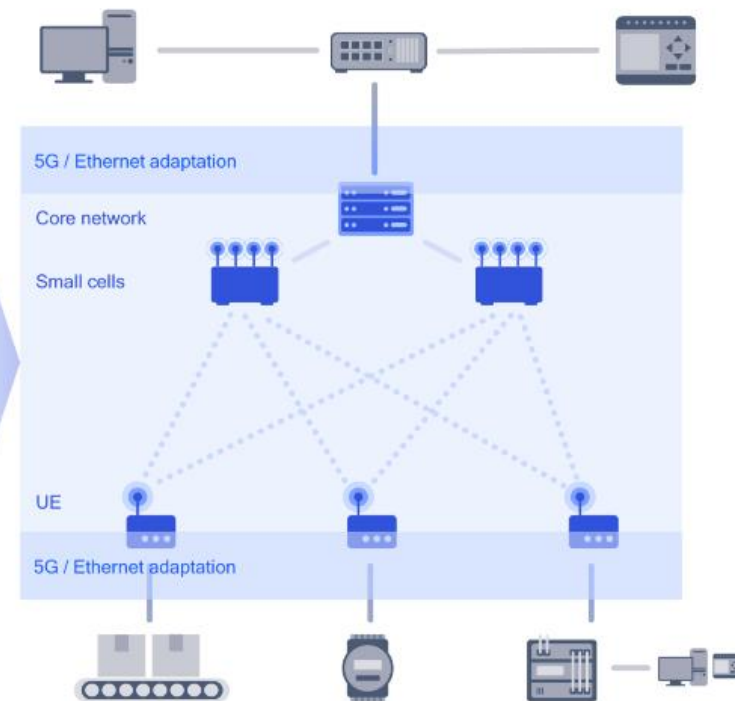 5G / Ethernet adaptation
Core network
Small cells
UE
5G / Ethernet adaptation